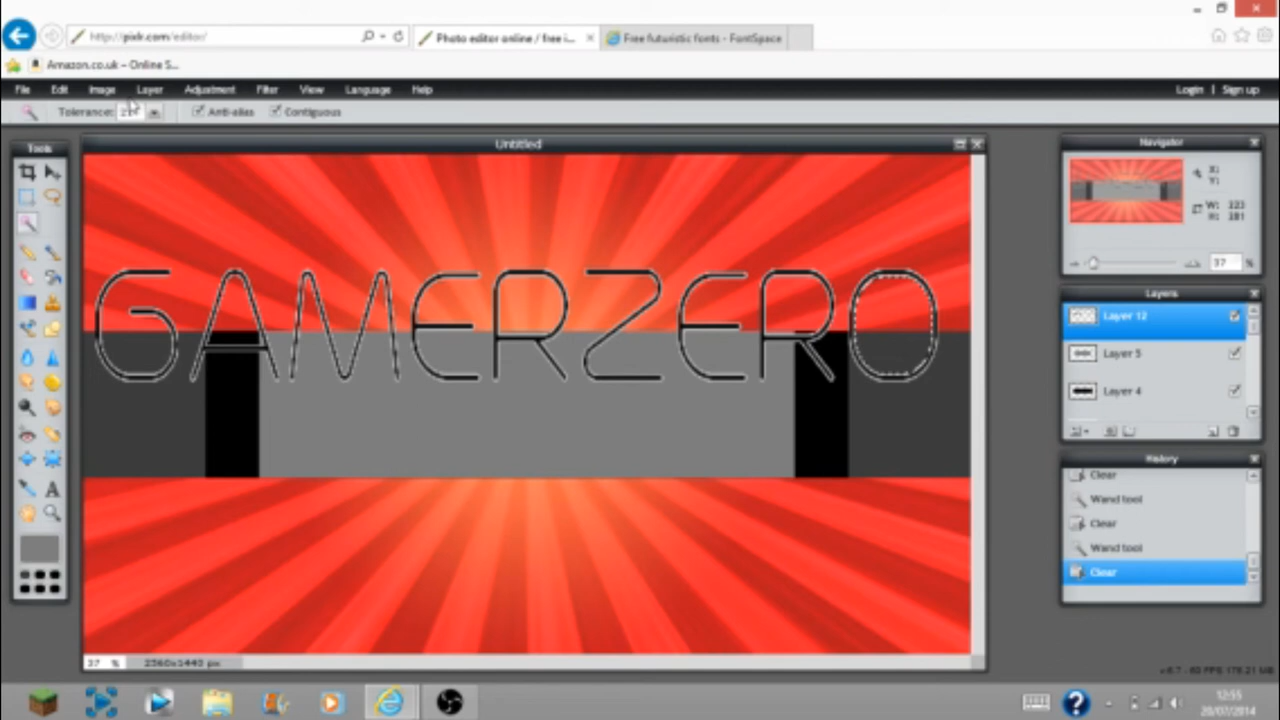 http://pixlr.com/editor/
Photo editor online / free i...
Free futuristic fonts - FontSpace
Amazon.co.uk – Online S...
File Edit Image Layer Adjustment Filter View Language Help
Login | Sign up
Tolerance:
Anti-alias
Contiguous
Tools
Untitled
GAMERZERO
37 %
2560x1440 px
Navigator
X:
Y:
W:
H:
37 %
Layers
Layer 12
Layer 5
Layer 4
History
Clear
Wand tool
Clear
Wand tool
Clear
12:55
20/07/2014